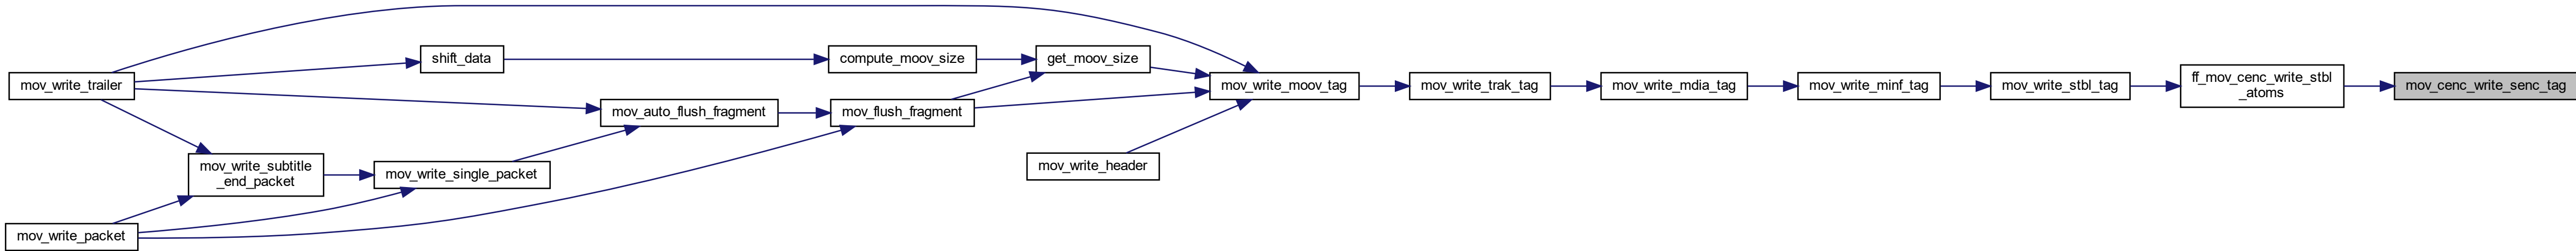 mov_write_trailer
shift_data
compute_moov_size
get_moov_size
mov_auto_flush_fragment
mov_flush_fragment
mov_write_subtitle
_end_packet
mov_write_single_packet
mov_write_packet
mov_write_header
mov_write_moov_tag
mov_write_trak_tag
mov_write_mdia_tag
mov_write_minf_tag
mov_write_stbl_tag
ff_mov_cenc_write_stbl
_atoms
mov_cenc_write_senc_tag